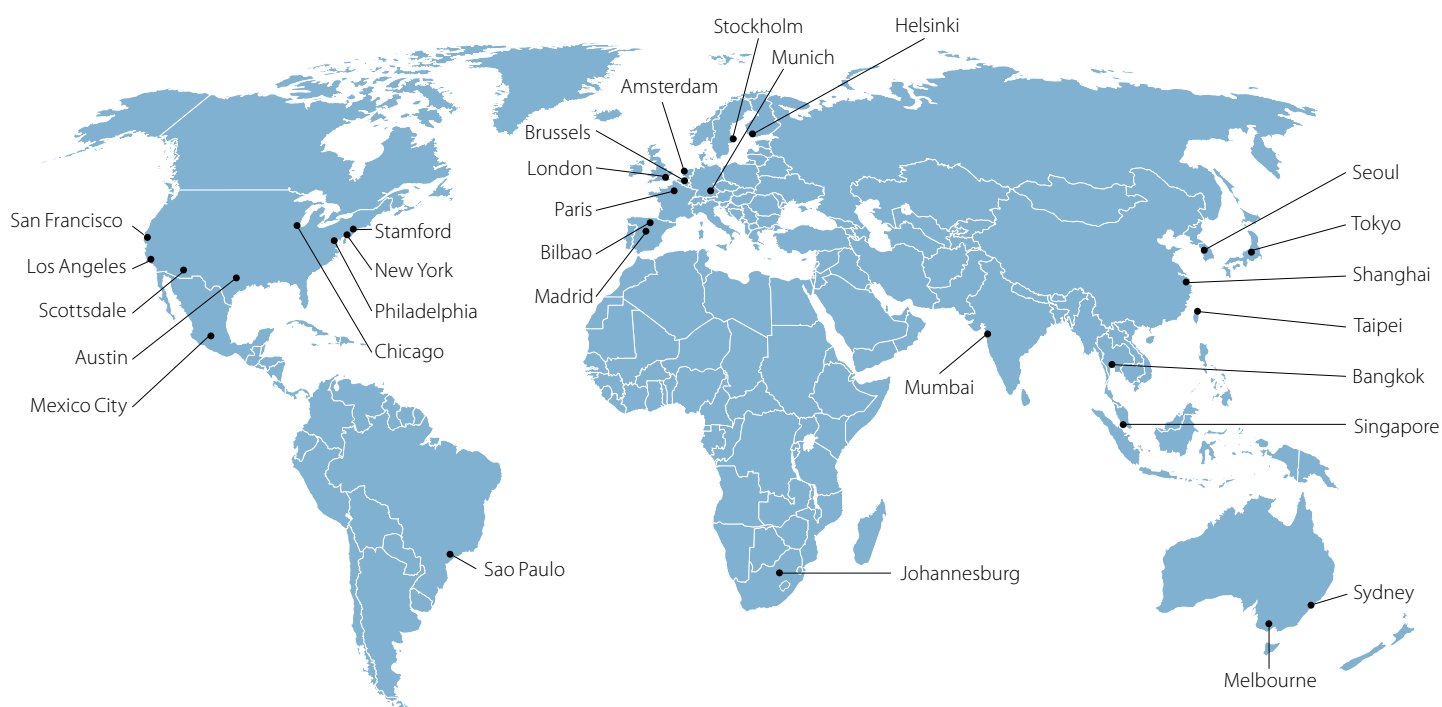 Stockholm
Helsinki
Munich
Amsterdam
Brussels
London
Paris
Bilbao
Madrid
San Francisco
Los Angeles
Scottsdale
Austin
Mexico City
Stamford
New York
Philadelphia
Chicago
Sao Paulo
Johannesburg
Mumbai
Seoul
Tokyo
Shanghai
Taipei
Bangkok
Singapore
Sydney
Melbourne